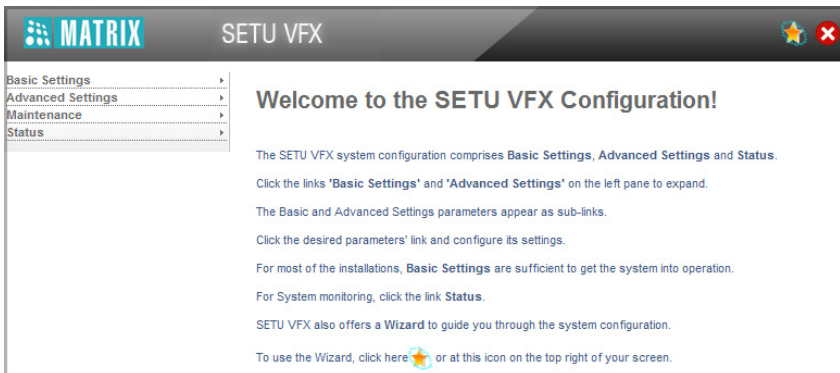 MATRIX
SETU VFX
Basic Settings
Advanced Settings
Maintenance
Status
Welcome to the SETU VFX Configuration!
The SETU VFX system configuration comprises Basic Settings, Advanced Settings and Status.
Click the links 'Basic Settings' and 'Advanced Settings' on the left pane to expand.
The Basic and Advanced Settings parameters appear as sub-links.
Click the desired parameters' link and configure its settings.
For most of the installations, Basic Settings are sufficient to get the system into operation.
For System monitoring, click the link Status.
SETU VFX also offers a Wizard to guide you through the system configuration.
To use the Wizard, click here or at this icon on the top right of your screen.